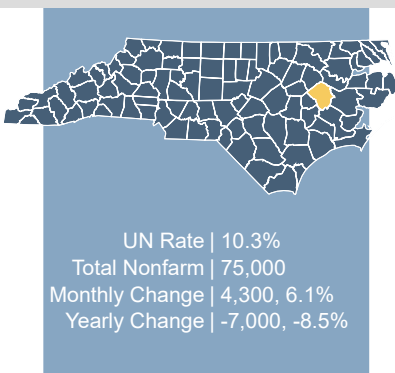 UN Rate | 10.3%
Total Nonfarm | 75,000
Monthly Change | 4,300, 6.1%
Yearly Change | -7,000, -8.5%